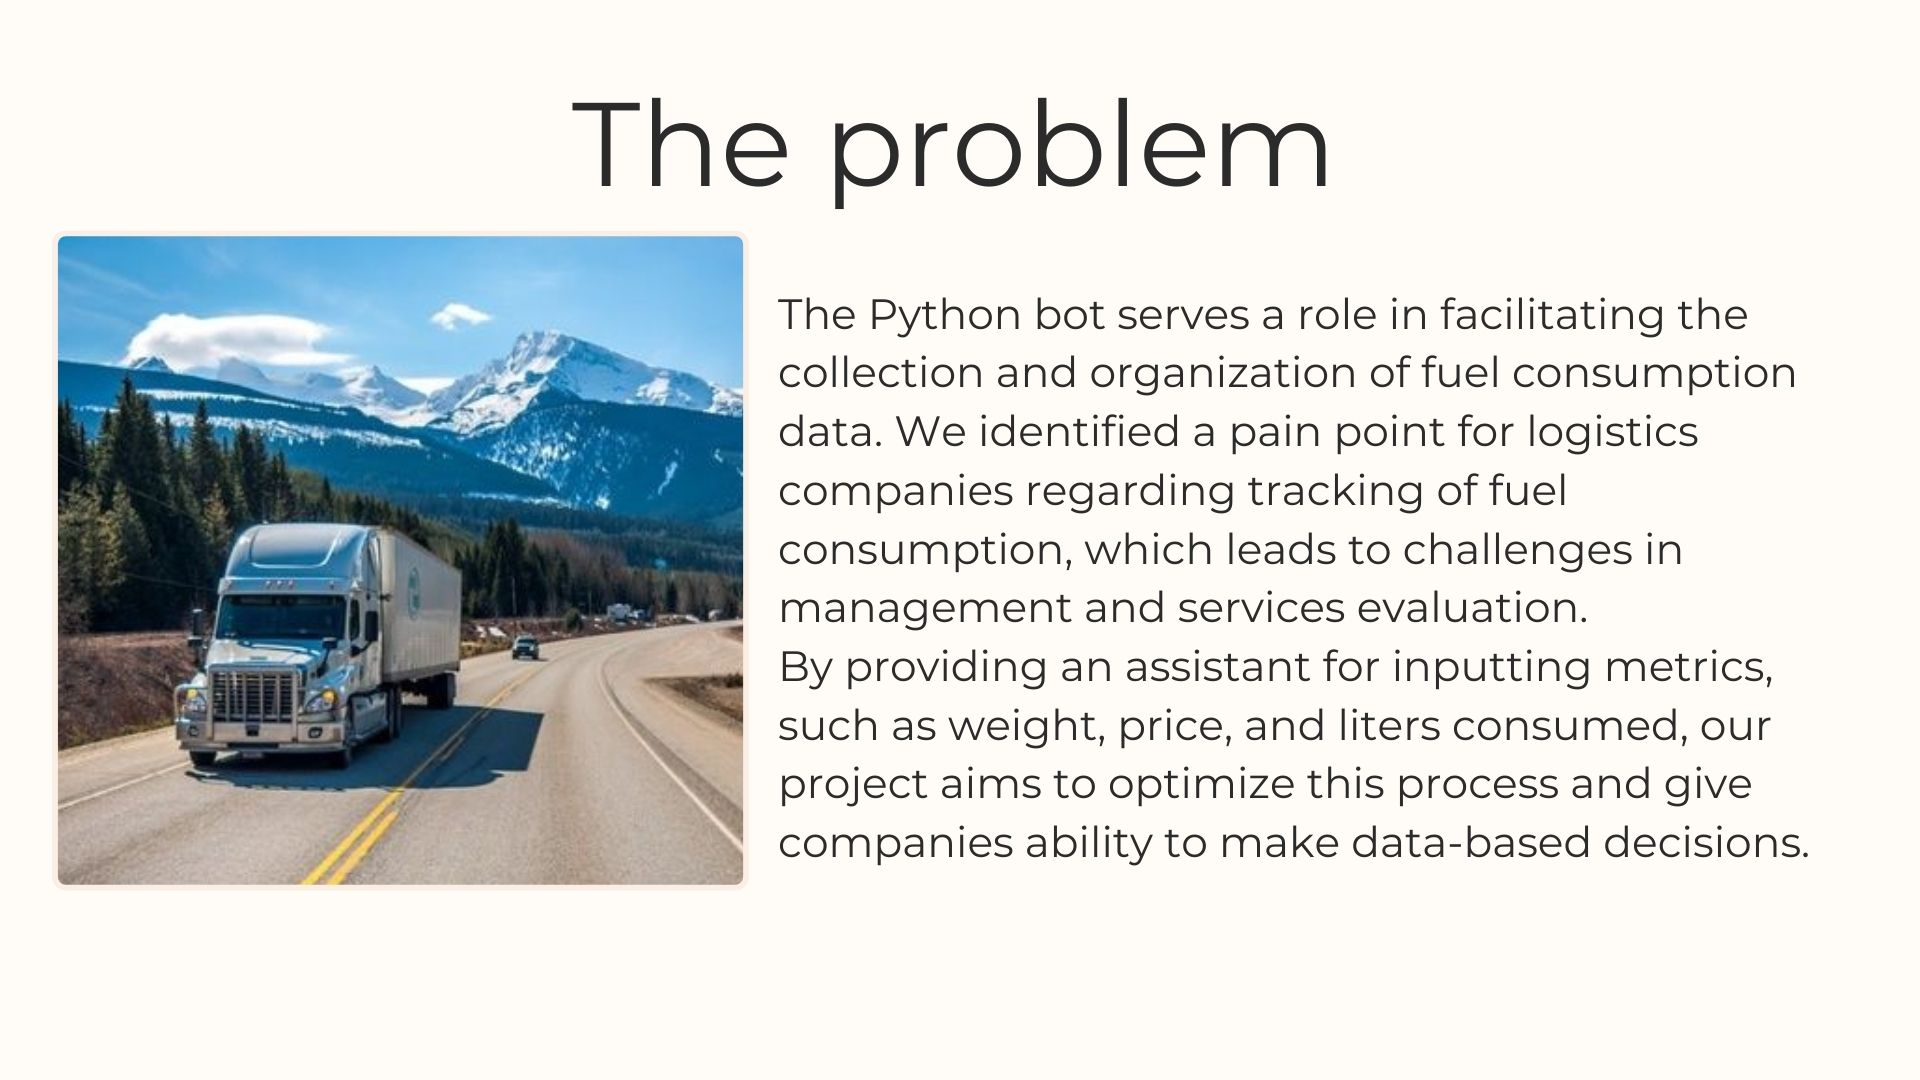 The problem
The Python bot serves a role in facilitating the
collection and organization of fuel consumption
data. We identified a pain point for logistics
companies regarding tracking of fuel
consumption, which leads to challenges in
management and services evaluation.
By providing an assistant for inputting metrics,
such as weight, price, and liters consumed, our
project aims to optimize this process and give
companies ability to make data-based decisions.